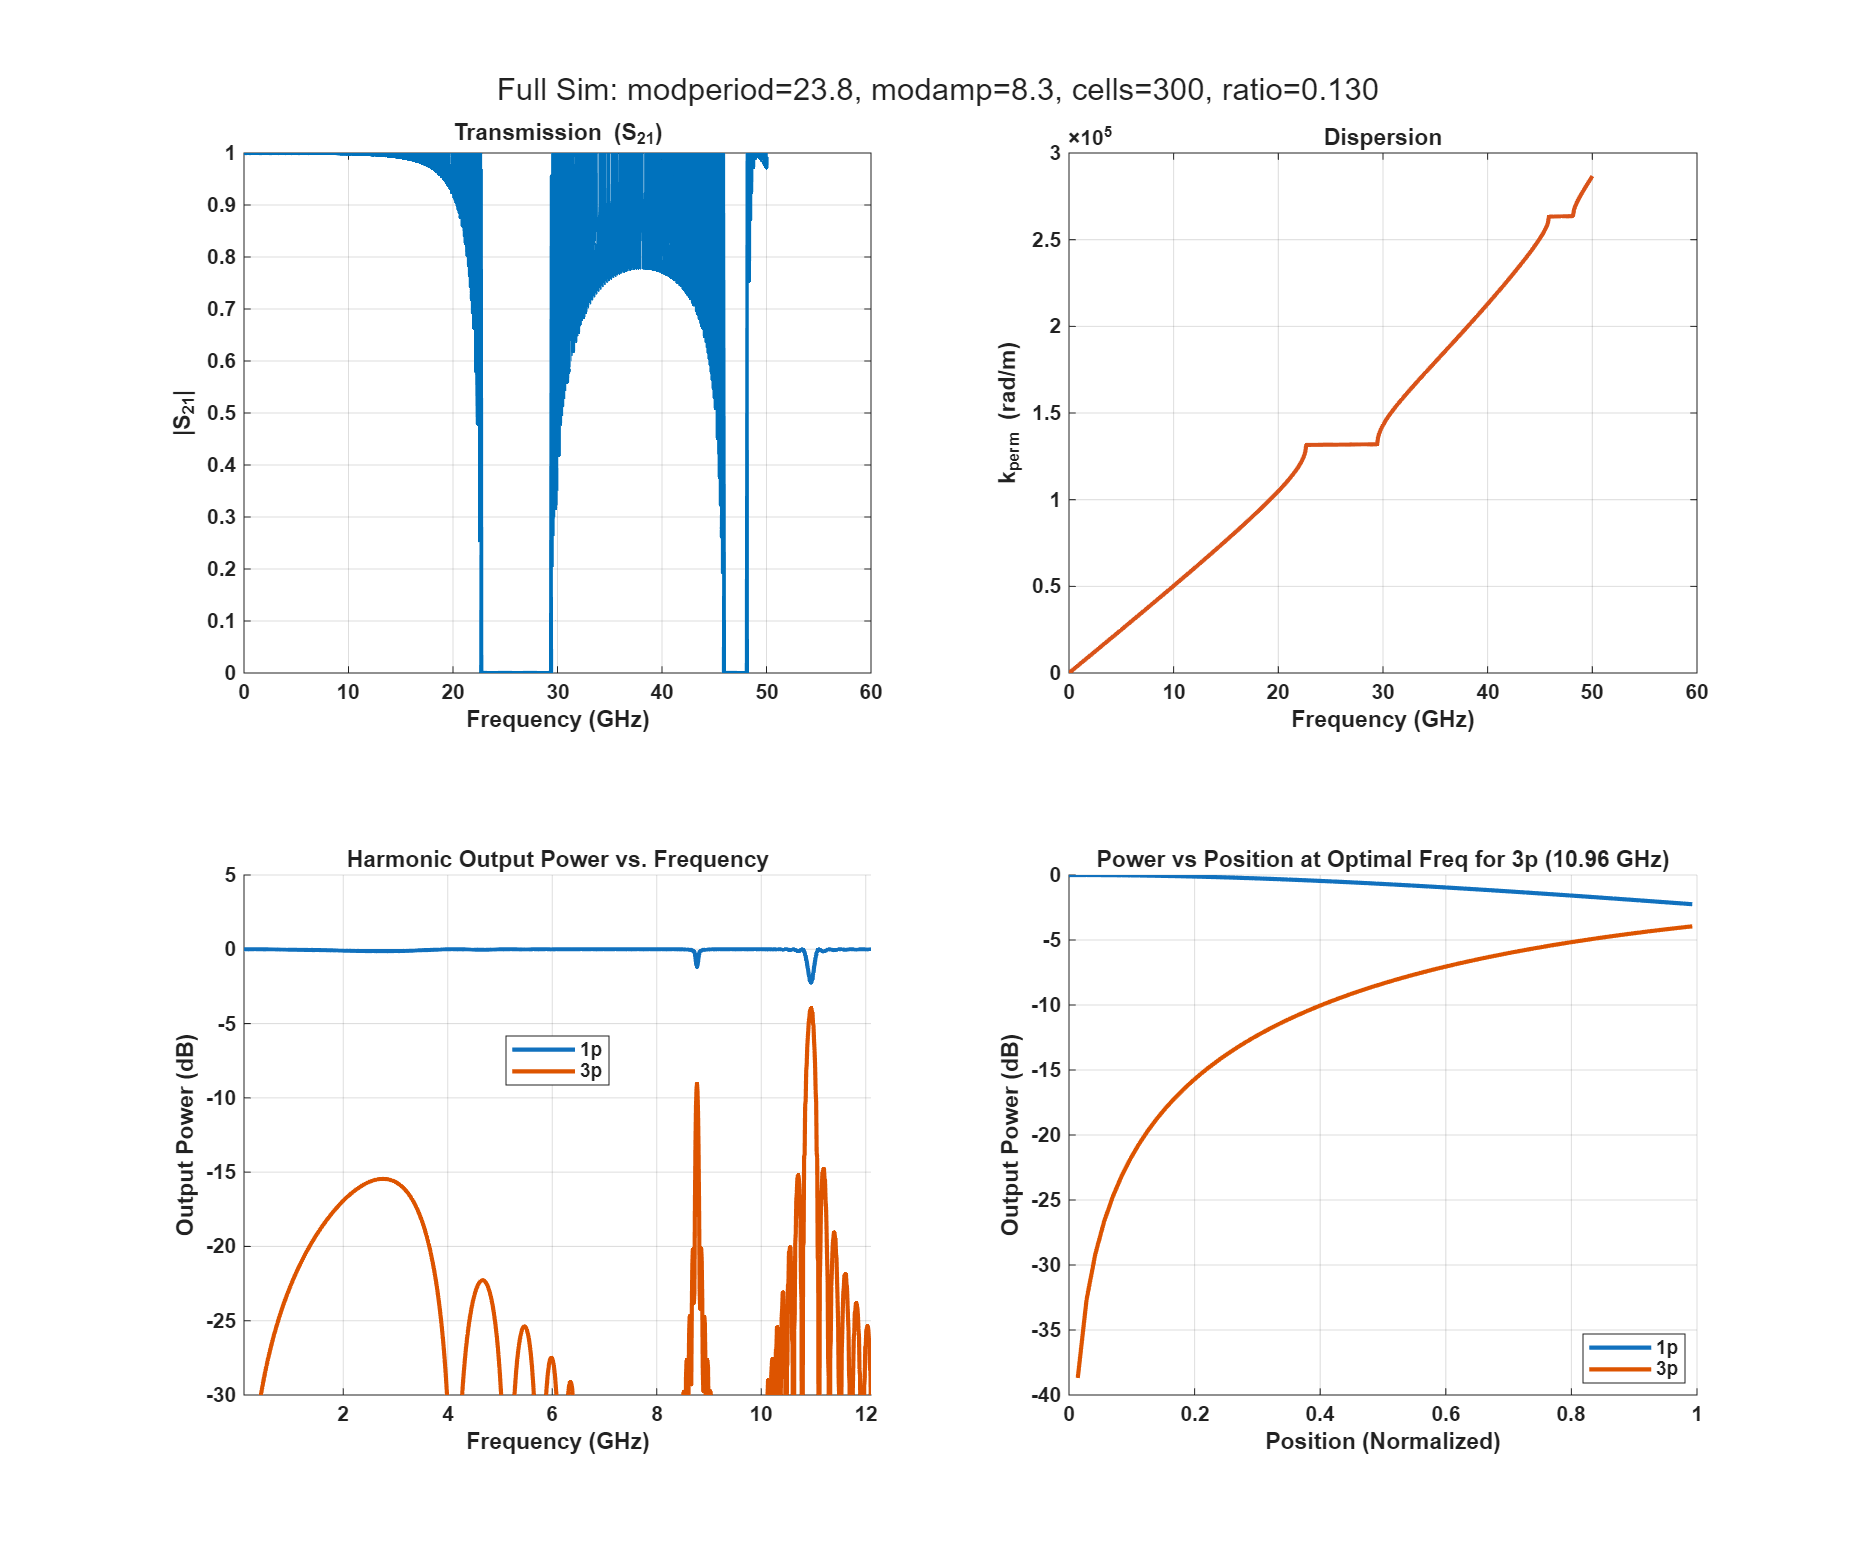 Full Sim: modperiod=23.8, modamp=8.3, cells=300, ratio=0.130
Transmission (S21)
1
0.9
0.8
0.7
0.6
0.5
0.4
0.3
0.2
0.1
0
|S21|
0 10 20 30 40 50 60
Frequency (GHz)
×10^5
Dispersion
3
2.5
2
1.5
1
0.5
0
kperm (rad/m)
0 10 20 30 40 50 60
Frequency (GHz)
Harmonic Output Power vs. Frequency
5
0
-5
-10
-15
-20
-25
-30
Output Power (dB)
1p
3p
2 4 6 8 10 12
Frequency (GHz)
Power vs Position at Optimal Freq for 3p (10.96 GHz)
0
-5
-10
-15
-20
-25
-30
-35
-40
Output Power (dB)
1p
3p
0 0.2 0.4 0.6 0.8 1
Position (Normalized)